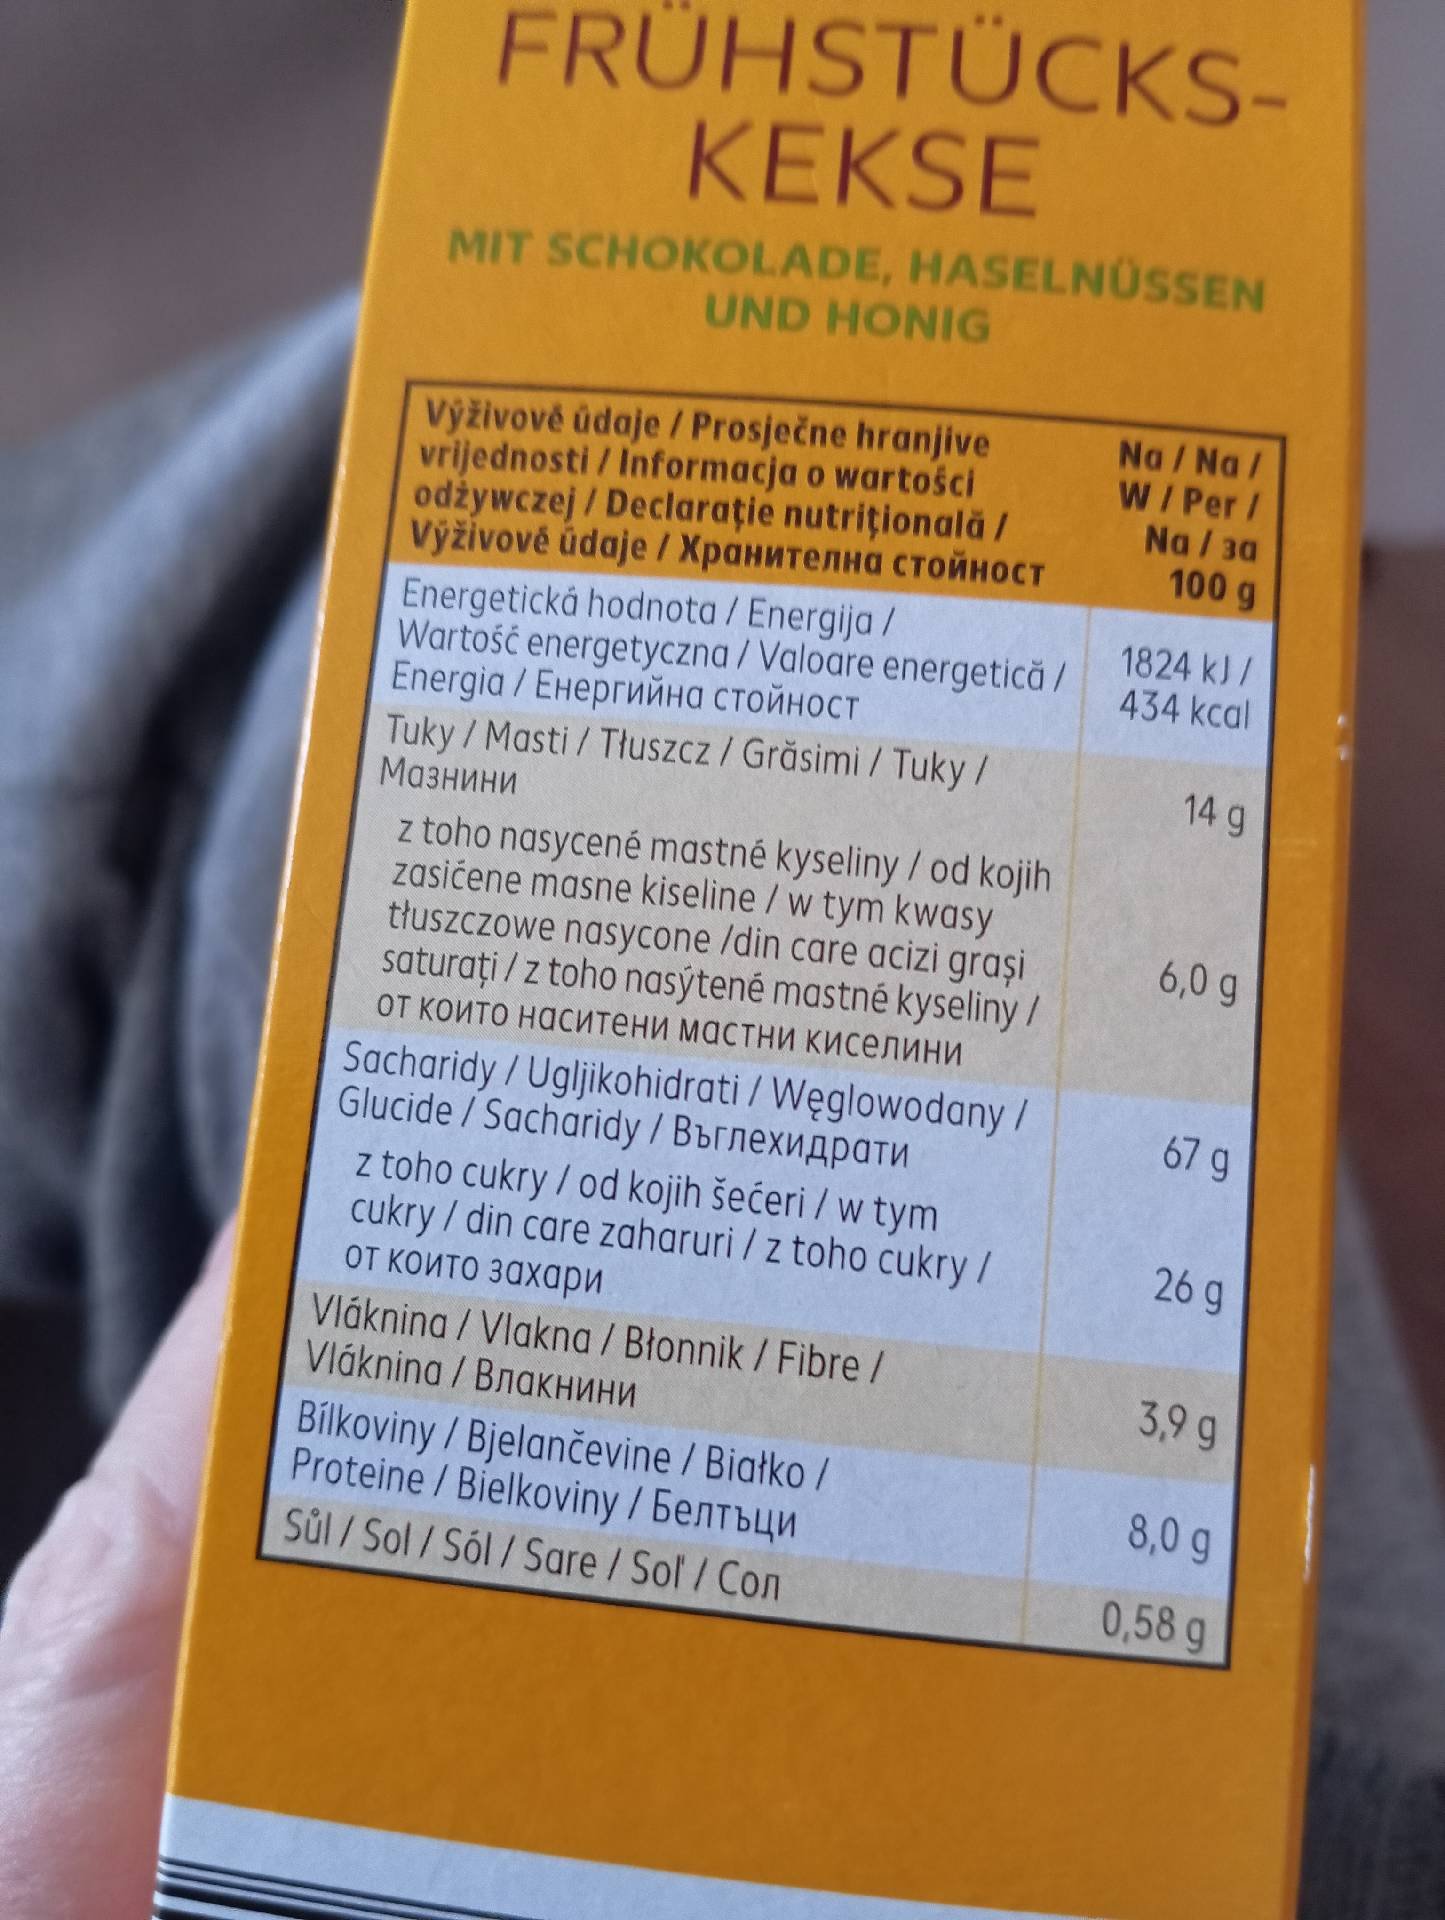 FRÜHSTÜCKS-
KEKSE
MIT SCHOKOLADE, HASELNÜSSEN
UND HONIG
Výživové údaje / Prosječne hranjive
vrijednosti / Informacja o wartości
odżywczej / Declarație nutrițională /
Výživové údaje / Хранителна стойност
Na / Na /
W / Per /
Na / за
100 g
Energetická hodnota / Energija /
Wartość energetyczna / Valoare energetică /
Energia / Енергийна стойност
1824 kJ /
434 kcal
Tuky / Masti / Tłuszcz / Grăsimi / Tuky /
Мазнини
14 g
z toho nasycené mastné kyseliny / od kojih
zasićene masne kiseline / w tym kwasy
tłuszczowe nasycone /din care acizi grași
saturați / z toho nasýtené mastné kyseliny /
от които наситени мастни киселини
6,0 g
Sacharidy / Ugljikohidrati / Węglowodany /
Glucide / Sacharidy / Въглехидрати
67 g
z toho cukry / od kojih šećeri / w tym
cukry / din care zaharuri / z toho cukry /
от които захари
26 g
Vláknina / Vlakna / Błonnik / Fibre /
Vláknina / Влакнини
3,9 g
Bílkoviny / Bjelančevine / Białko /
Proteine / Bielkoviny / Белтъци
8,0 g
Sůl / Sol / Sól / Sare / Soľ / Сол
0,58 g